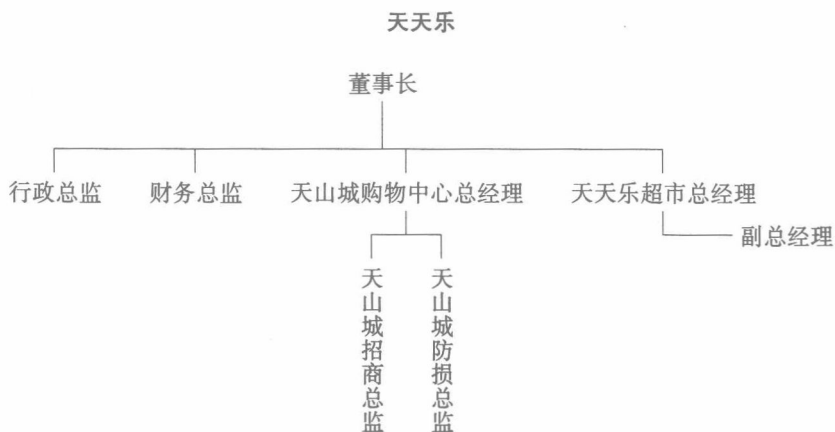 天天乐
董事长
行政总监
财务总监
天山城购物中心总经理
天天乐超市总经理
副总经理
天山城招商总监
天山城防损总监